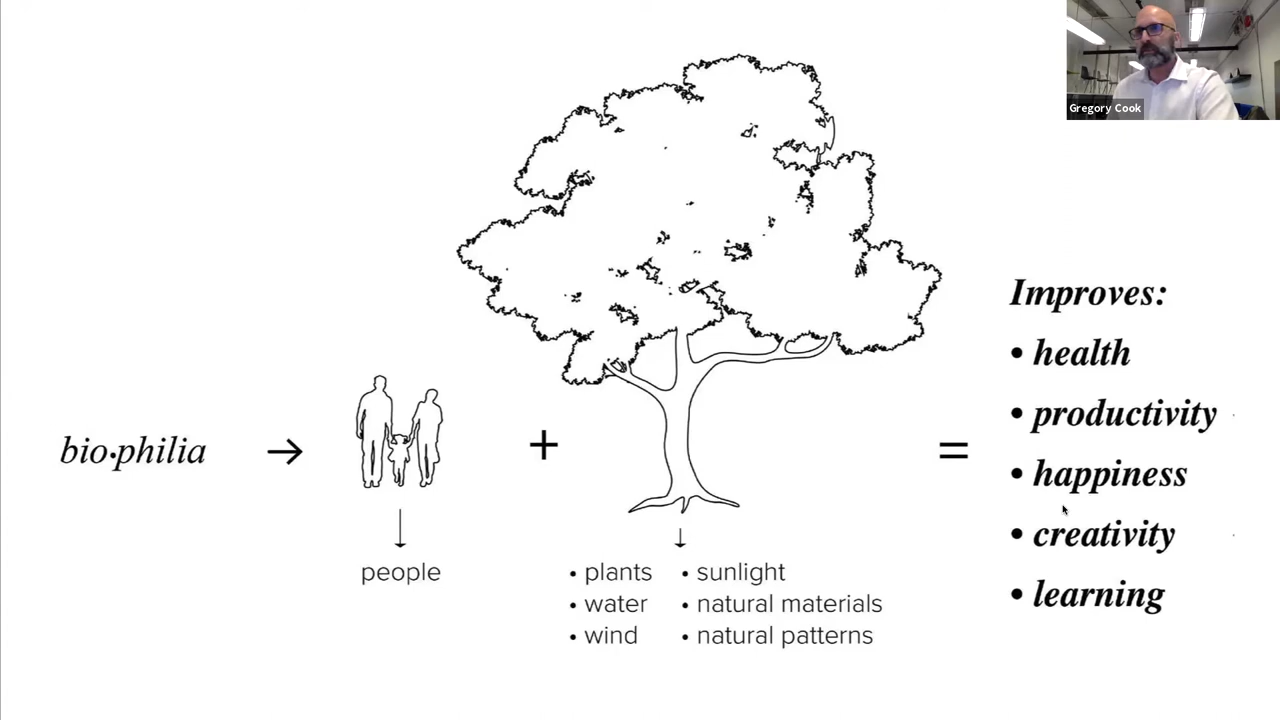 Gregory Cook
bio•philia → + =
people
• plants
• water
• wind
• sunlight
• natural materials
• natural patterns
Improves:
• health
• productivity
• happiness
• creativity
• learning